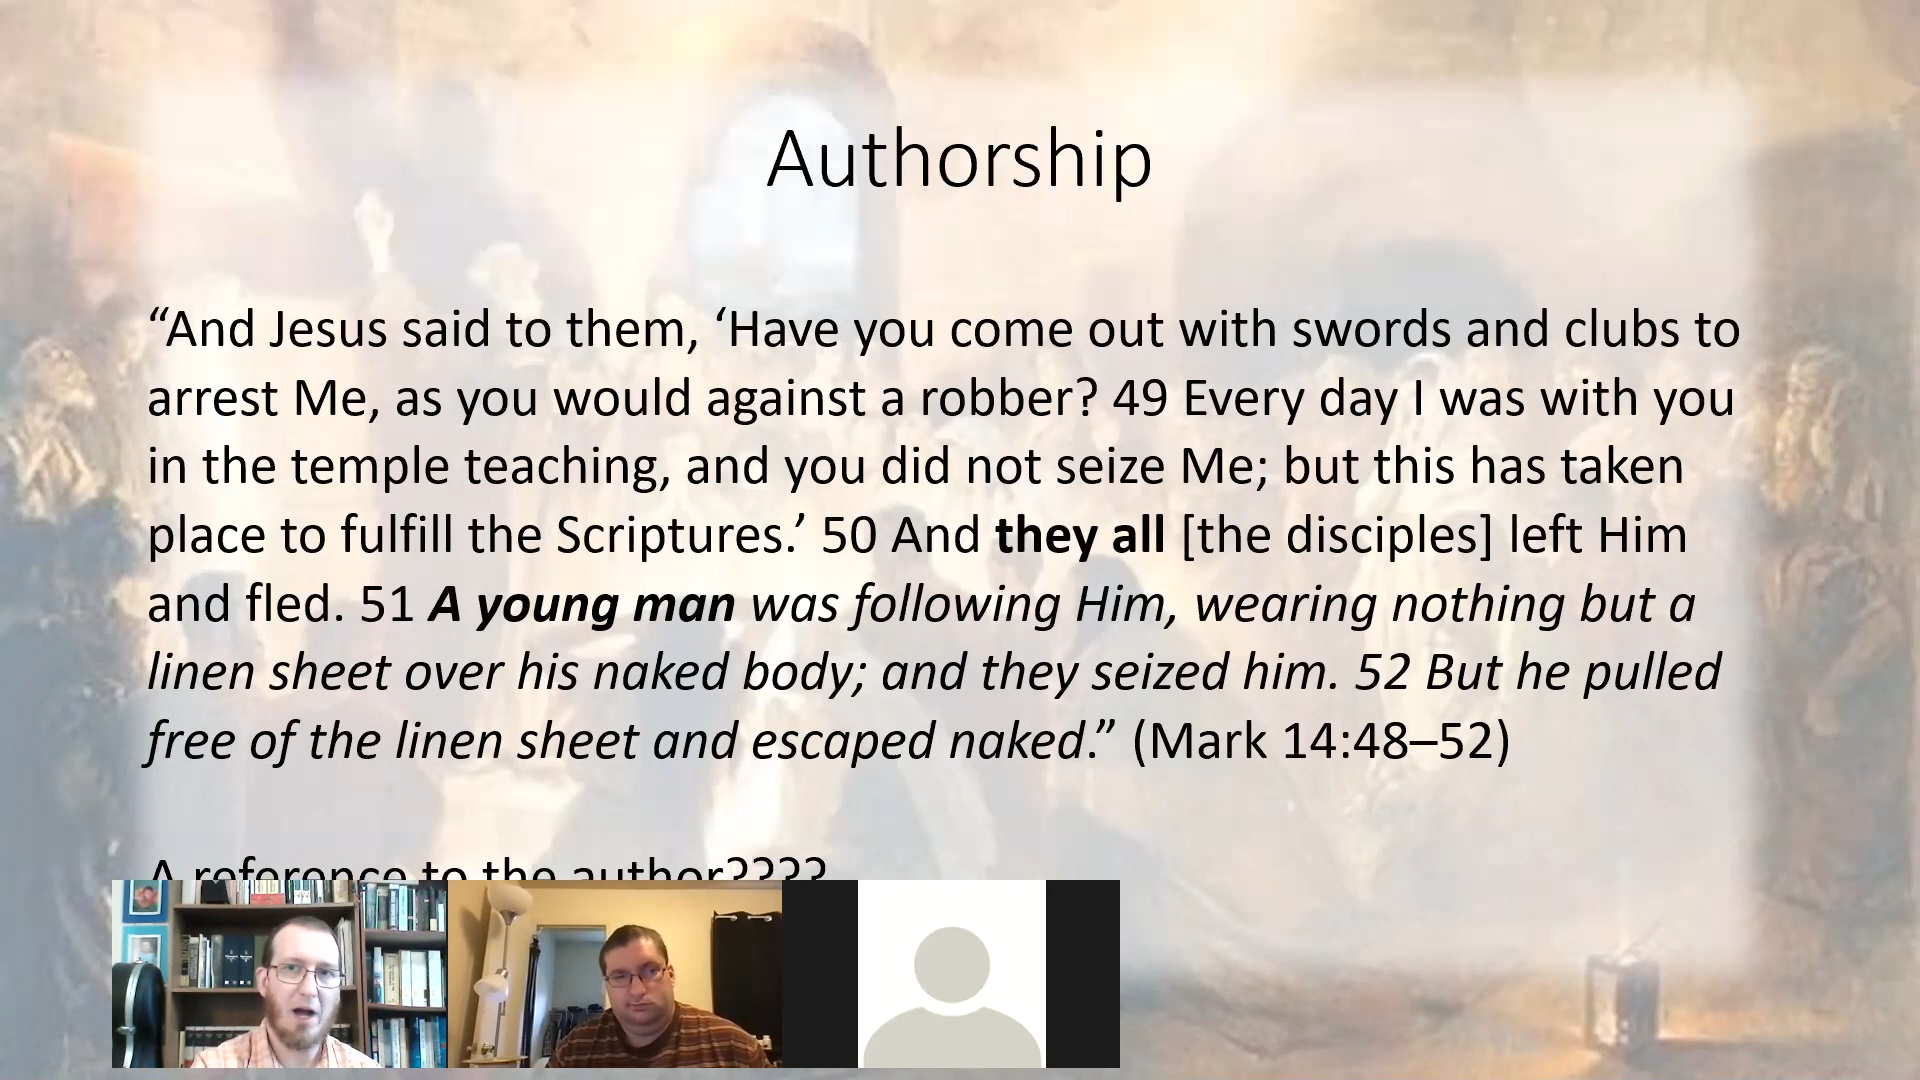 Authorship
“And Jesus said to them, ‘Have you come out with swords and clubs to
arrest Me, as you would against a robber? 49 Every day I was with you
in the temple teaching, and you did not seize Me; but this has taken
place to fulfill the Scriptures.’ 50 And they all [the disciples] left Him
and fled. 51 A young man was following Him, wearing nothing but a
linen sheet over his naked body; and they seized him. 52 But he pulled
free of the linen sheet and escaped naked.” (Mark 14:48–52)
A reference to the author????